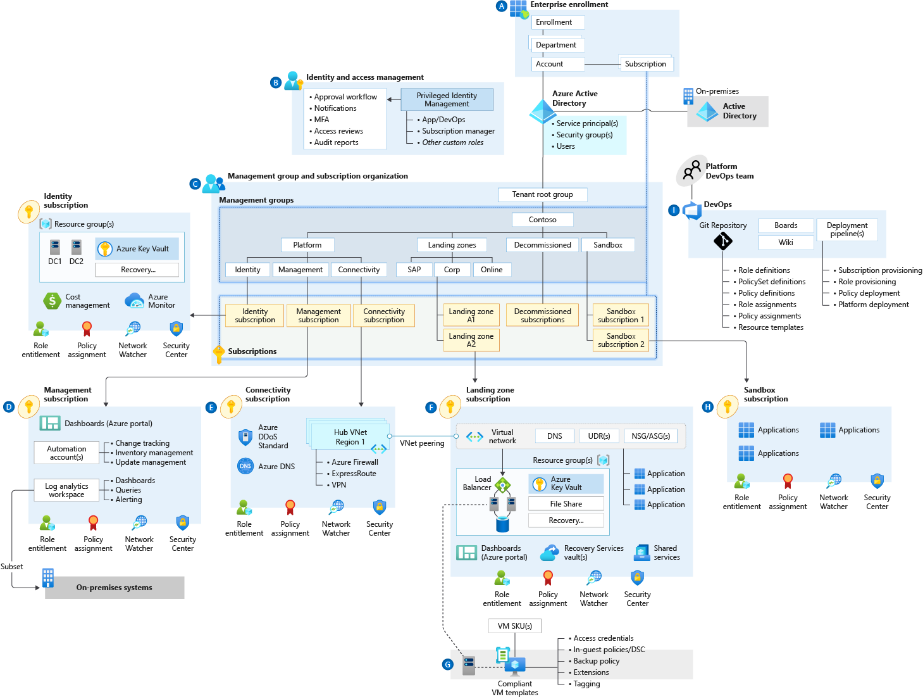 A
Enterprise enrollment
Enrollment
Department
Account
Subscription
B
Identity and access management
• Approval workflow
• Notifications
• MFA
• Access reviews
• Audit reports
Privileged Identity
Management
• App/DevOps
• Subscription manager
• Other custom roles
Azure Active
Directory
• Service principal(s)
• Security group(s)
• Users
On-premises
Active
Directory
C
Management group and subscription organization
Management groups
Tenant root group
Contoso
Platform
Landing zones
Decommissioned
Sandbox
Identity
Management
Connectivity
SAP
Corp
Online
Identity
subscription
Management
subscription
Connectivity
subscription
Landing zone
A1
Landing zone
A2
Decommissioned
subscriptions
Sandbox
subscription 1
Sandbox
subscription 2
Subscriptions
Identity
subscription
Resource group(s)
DC1
DC2
Azure Key Vault
Recovery...
Cost
management
Azure
Monitor
Role
entitlement
Policy
assignment
Network
Watcher
Security
Center
Platform
DevOps team
I
DevOps
Git Repository
Boards
Wiki
Deployment
pipeline(s)
• Role definitions
• PolicySet definitions
• Policy definitions
• Role assignments
• Policy assignments
• Resource templates
• Subscription provisioning
• Role provisioning
• Policy deployment
• Platform deployment
D
Management
subscription
Dashboards (Azure portal)
Automation
account(s)
• Change tracking
• Inventory management
• Update management
Log analytics
workspace
• Dashboards
• Queries
• Alerting
Role
entitlement
Policy
assignment
Network
Watcher
Security
Center
Subset
On-premises systems
E
Connectivity
subscription
Azure
DDoS
Standard
Azure DNS
DNS
Hub VNet
Region 1
• Azure Firewall
• ExpressRoute
• VPN
Role
entitlement
Policy
assignment
Network
Watcher
Security
Center
VNet peering
F
Landing zone
subscription
Virtual
network
DNS
UDR(s)
NSG/ASG(s)
Resource group(s)
Load
Balancer
Azure
Key Vault
File Share
Recovery...
Application
Application
Application
Dashboards
(Azure portal)
Recovery Services
vault(s)
Shared
services
Role
entitlement
Policy
assignment
Network
Watcher
Security
Center
H
Sandbox
subscription
Applications
Applications
Applications
Role
entitlement
Policy
assignment
Network
Watcher
Security
Center
G
VM SKU(s)
Compliant
VM templates
• Access credentials
• In-guest policies/DSC
• Backup policy
• Extensions
• Tagging